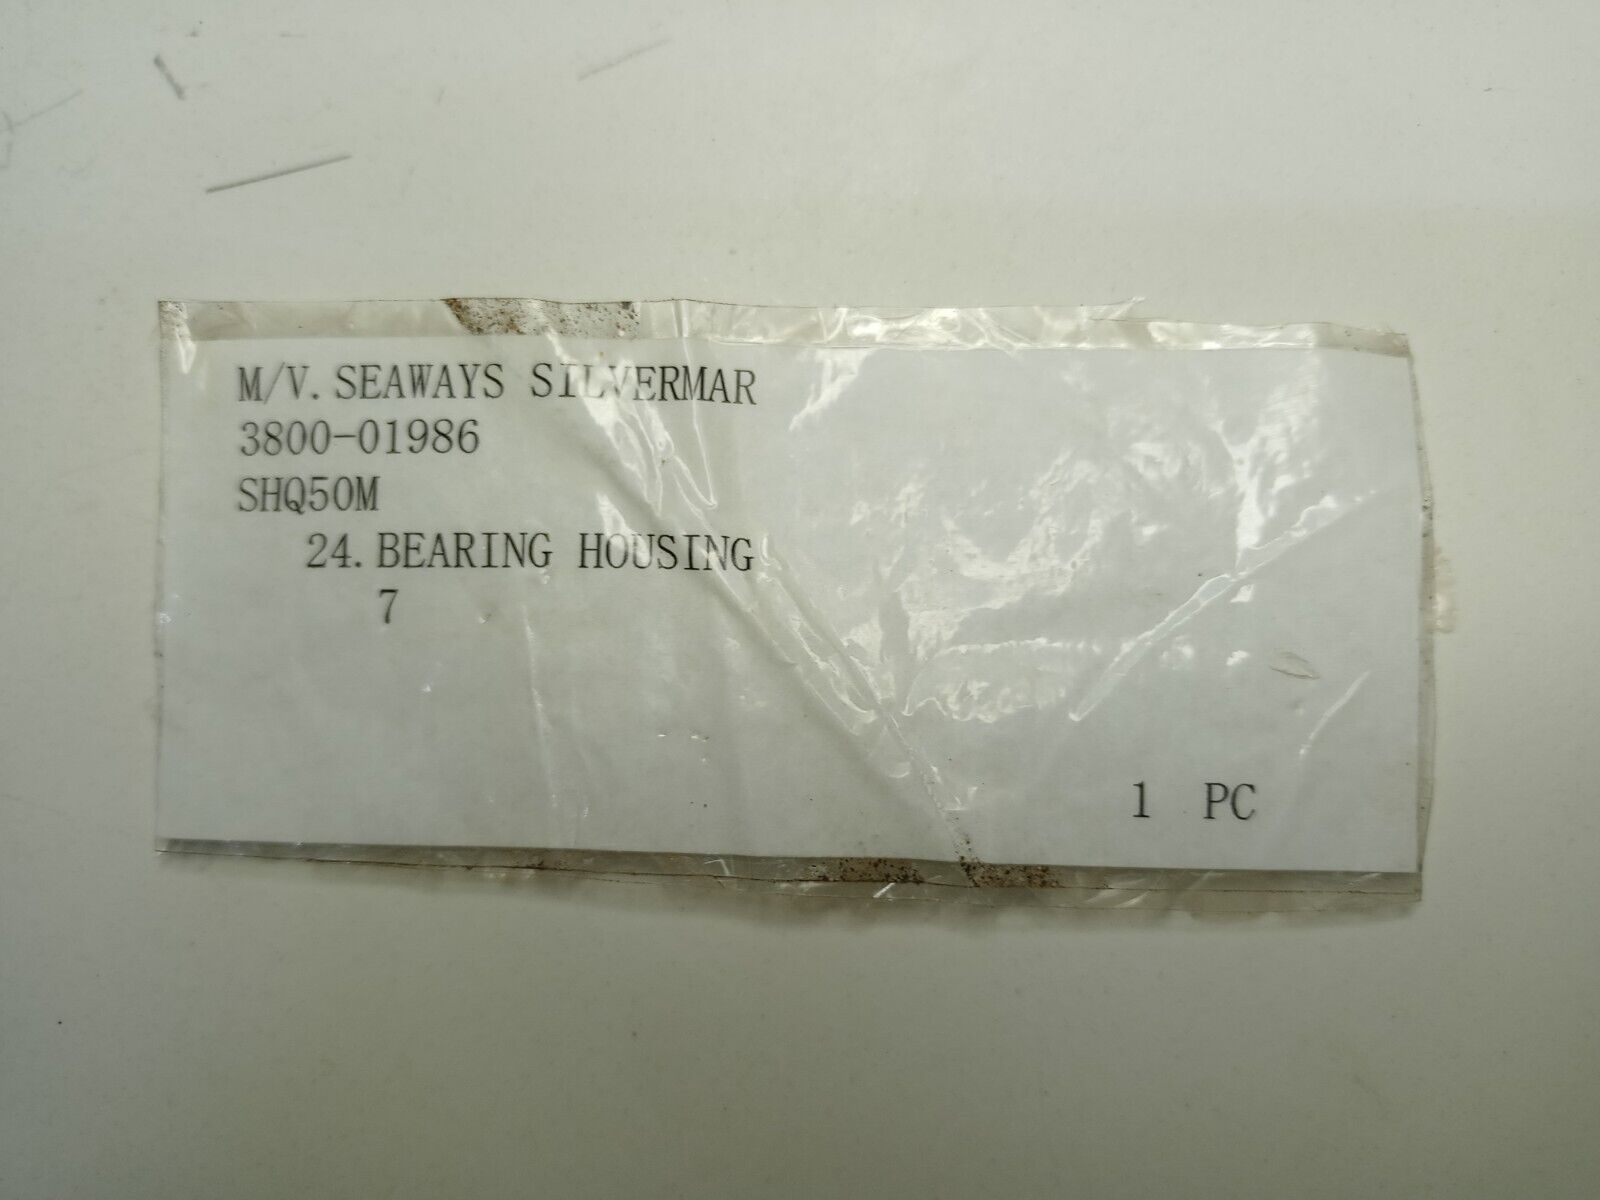 M/V. SEAWAYS SILVERMAR
3800-01986
SHQ50M
24. BEARING HOUSING
7
1 PC